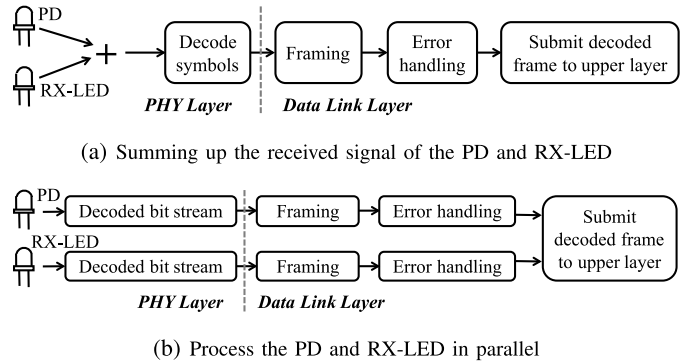 PD
RX-LED
+
Decode
symbols
Framing
Error
handling
Submit decoded
frame to upper layer
PHY Layer
Data Link Layer
(a) Summing up the received signal of the PD and RX-LED
PD
Decoded bit stream
Framing
Error handling
RX-LED
Decoded bit stream
Framing
Error handling
Submit
decoded frame
to upper layer
PHY Layer
Data Link Layer
(b) Process the PD and RX-LED in parallel